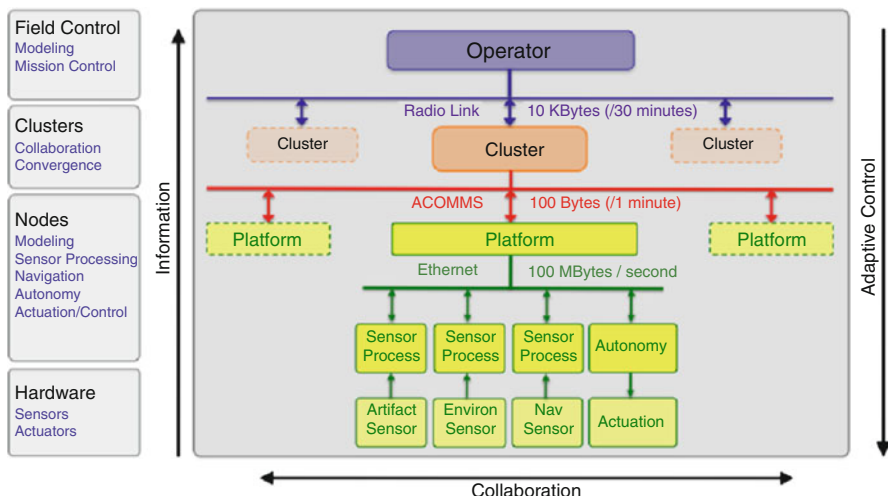 Field Control
Modeling
Mission Control
Clusters
Collaboration
Convergence
Nodes
Modeling
Sensor Processing
Navigation
Autonomy
Actuation/Control
Hardware
Sensors
Actuators
Information
Operator
Radio Link 10 KBytes (/30 minutes)
Cluster
Cluster
Cluster
ACOMMS 100 Bytes (/1 minute)
Platform
Platform
Platform
Ethernet 100 MBytes / second
Sensor
Process
Sensor
Process
Sensor
Process
Autonomy
Artifact
Sensor
Environ
Sensor
Nav
Sensor
Actuation
Adaptive Control
Collaboration